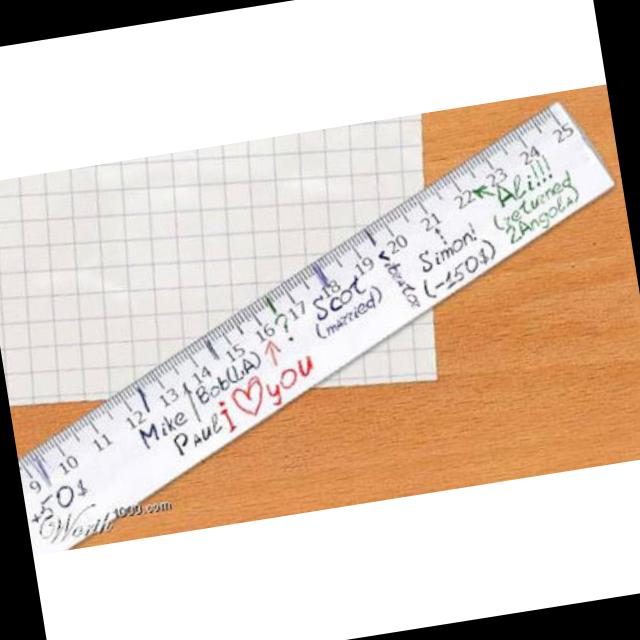 9 10 11 12 13 14 15 16 17 18 19 20 21 22 23 24 25
+50$
Mike
Paul
Bob(LA)
i ♡ you
?
Scot
(married)
Simon!
(-150$)
Ali!!!
(returned
2Angola)
Worth1000.com